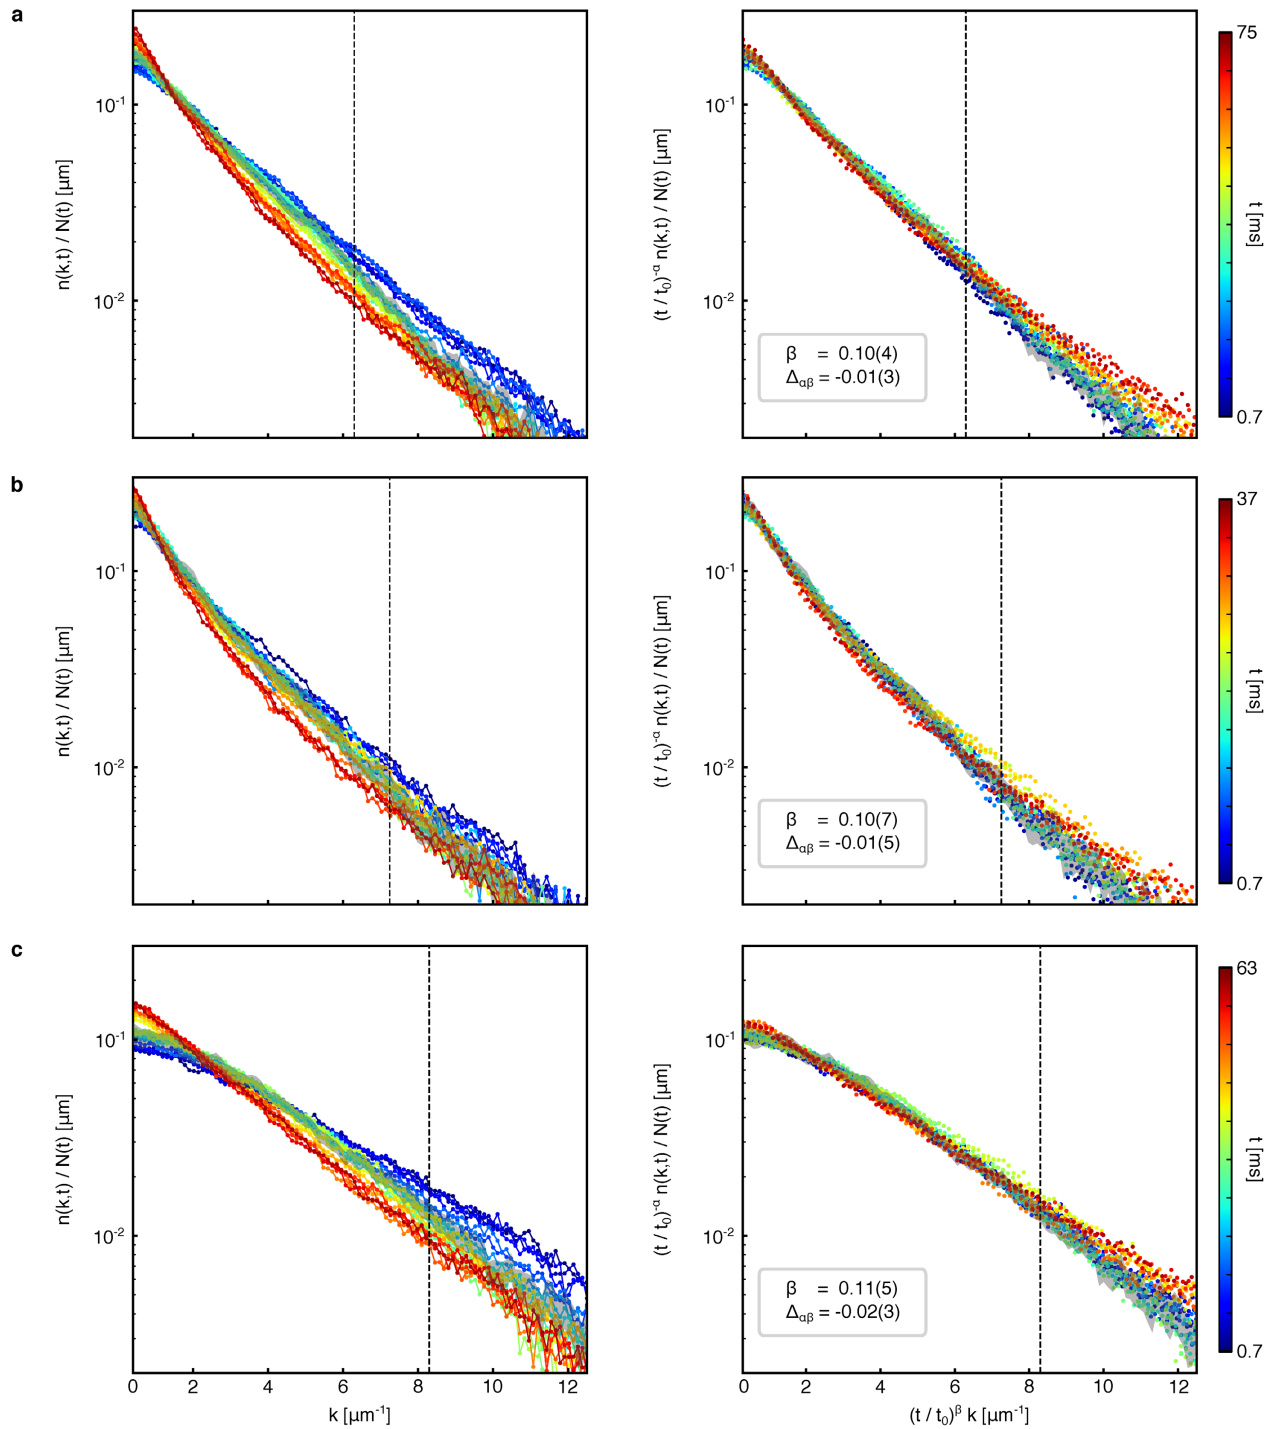 a
n(k,t) / N(t) [µm]
10⁻¹
10⁻²
(t / t₀)⁻ᵅ n(k,t) / N(t) [µm]
10⁻¹
10⁻²
β = 0.10(4)
Δαβ = -0.01(3)
75
t [ms]
0.7
b
n(k,t) / N(t) [µm]
10⁻¹
10⁻²
(t / t₀)⁻ᵅ n(k,t) / N(t) [µm]
10⁻¹
10⁻²
β = 0.10(7)
Δαβ = -0.01(5)
37
t [ms]
0.7
c
n(k,t) / N(t) [µm]
10⁻¹
10⁻²
0 2 4 6 8 10 12
k [µm⁻¹]
(t / t₀)⁻ᵅ n(k,t) / N(t) [µm]
10⁻¹
10⁻²
β = 0.11(5)
Δαβ = -0.02(3)
0 2 4 6 8 10 12
(t / t₀)ᵝ k [µm⁻¹]
63
t [ms]
0.7